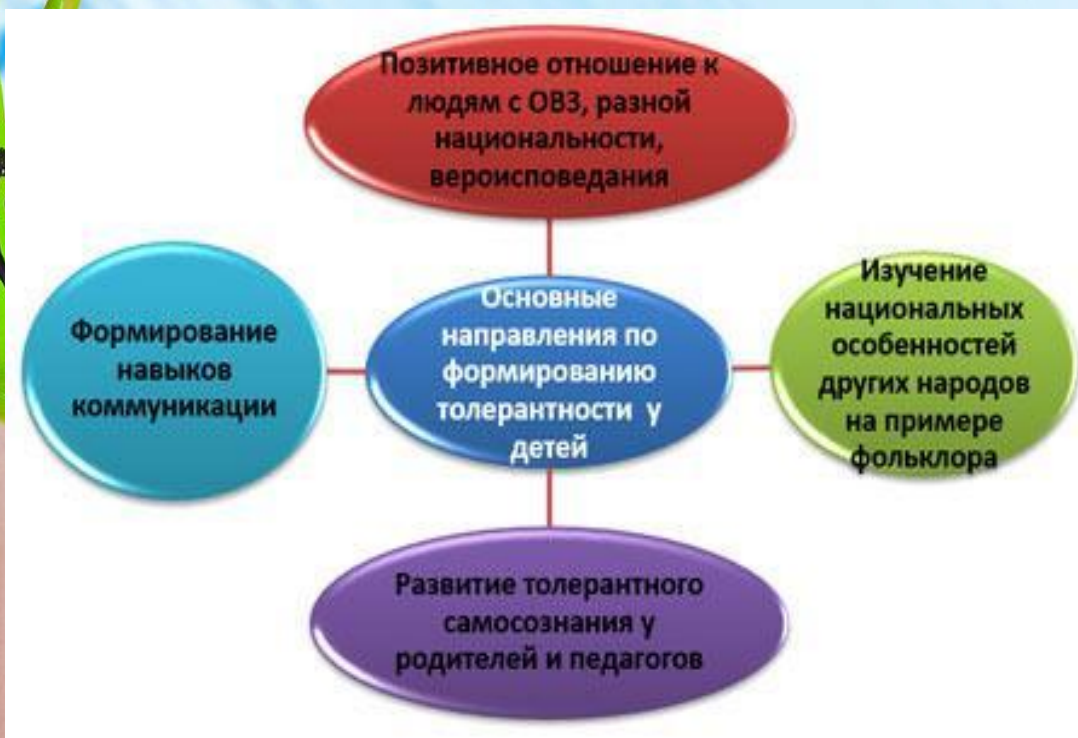 Позитивное отношение к
людям с ОВЗ, разной
национальности,
вероисповедания
Формирование
навыков
коммуникации
Основные
направления по
формированию
толерантности у
детей
Изучение
национальных
особенностей
других народов
на примере
фольклора
Развитие толерантного
самосознания у
родителей и педагогов